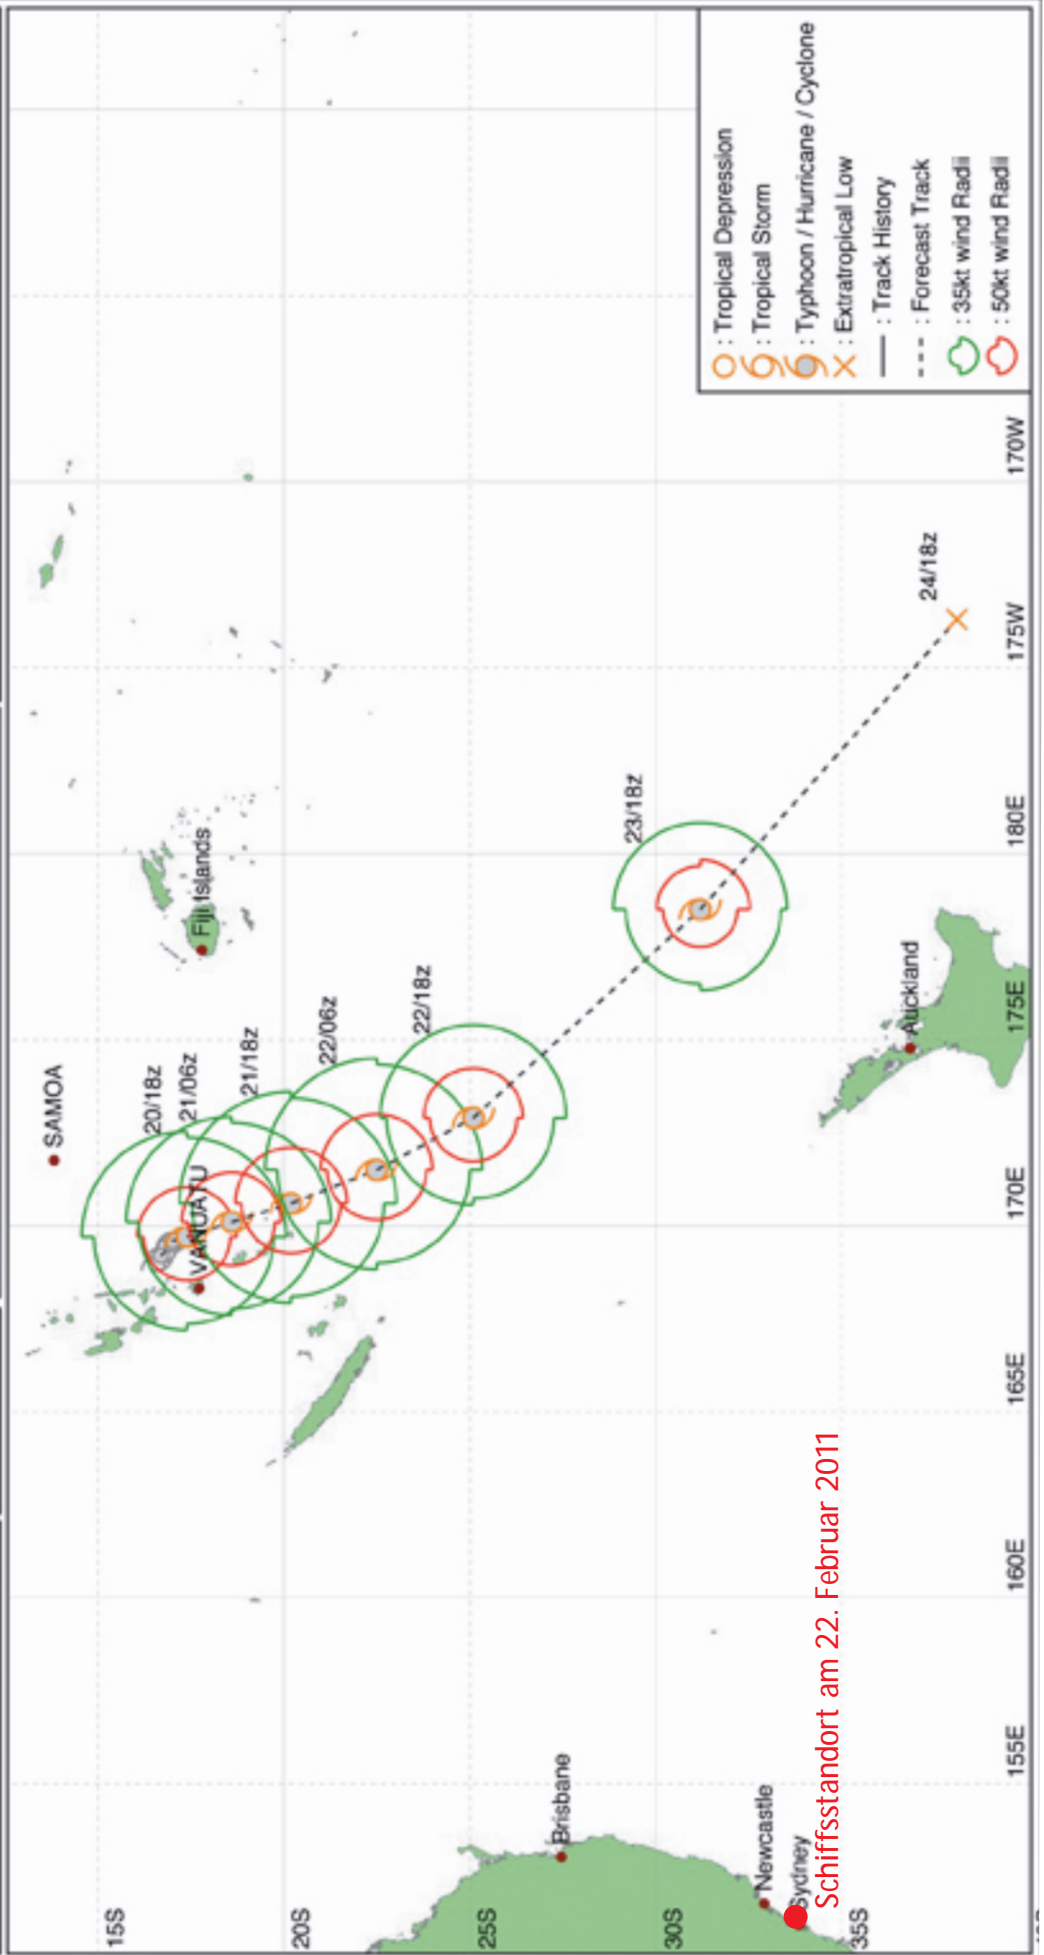 SAMOA
20/18z
21/06z
21/18z
22/06z
22/18z
23/18z
24/18z
VANUATU
Fiji Islands
Auckland
Brisbane
Newcastle
Sydney
Schiffsstandort am 22. Februar 2011
15S
20S
25S
30S
35S
155E
160E
165E
170E
175E
180E
175W
170W
: Tropical Depression
: Tropical Storm
: Typhoon / Hurricane / Cyclone
: Extratropical Low
: Track History
: Forecast Track
: 35kt wind Radii
: 50kt wind Radii